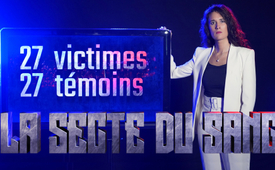 27 victimes
27 témoins
LA SECTE DU SANG